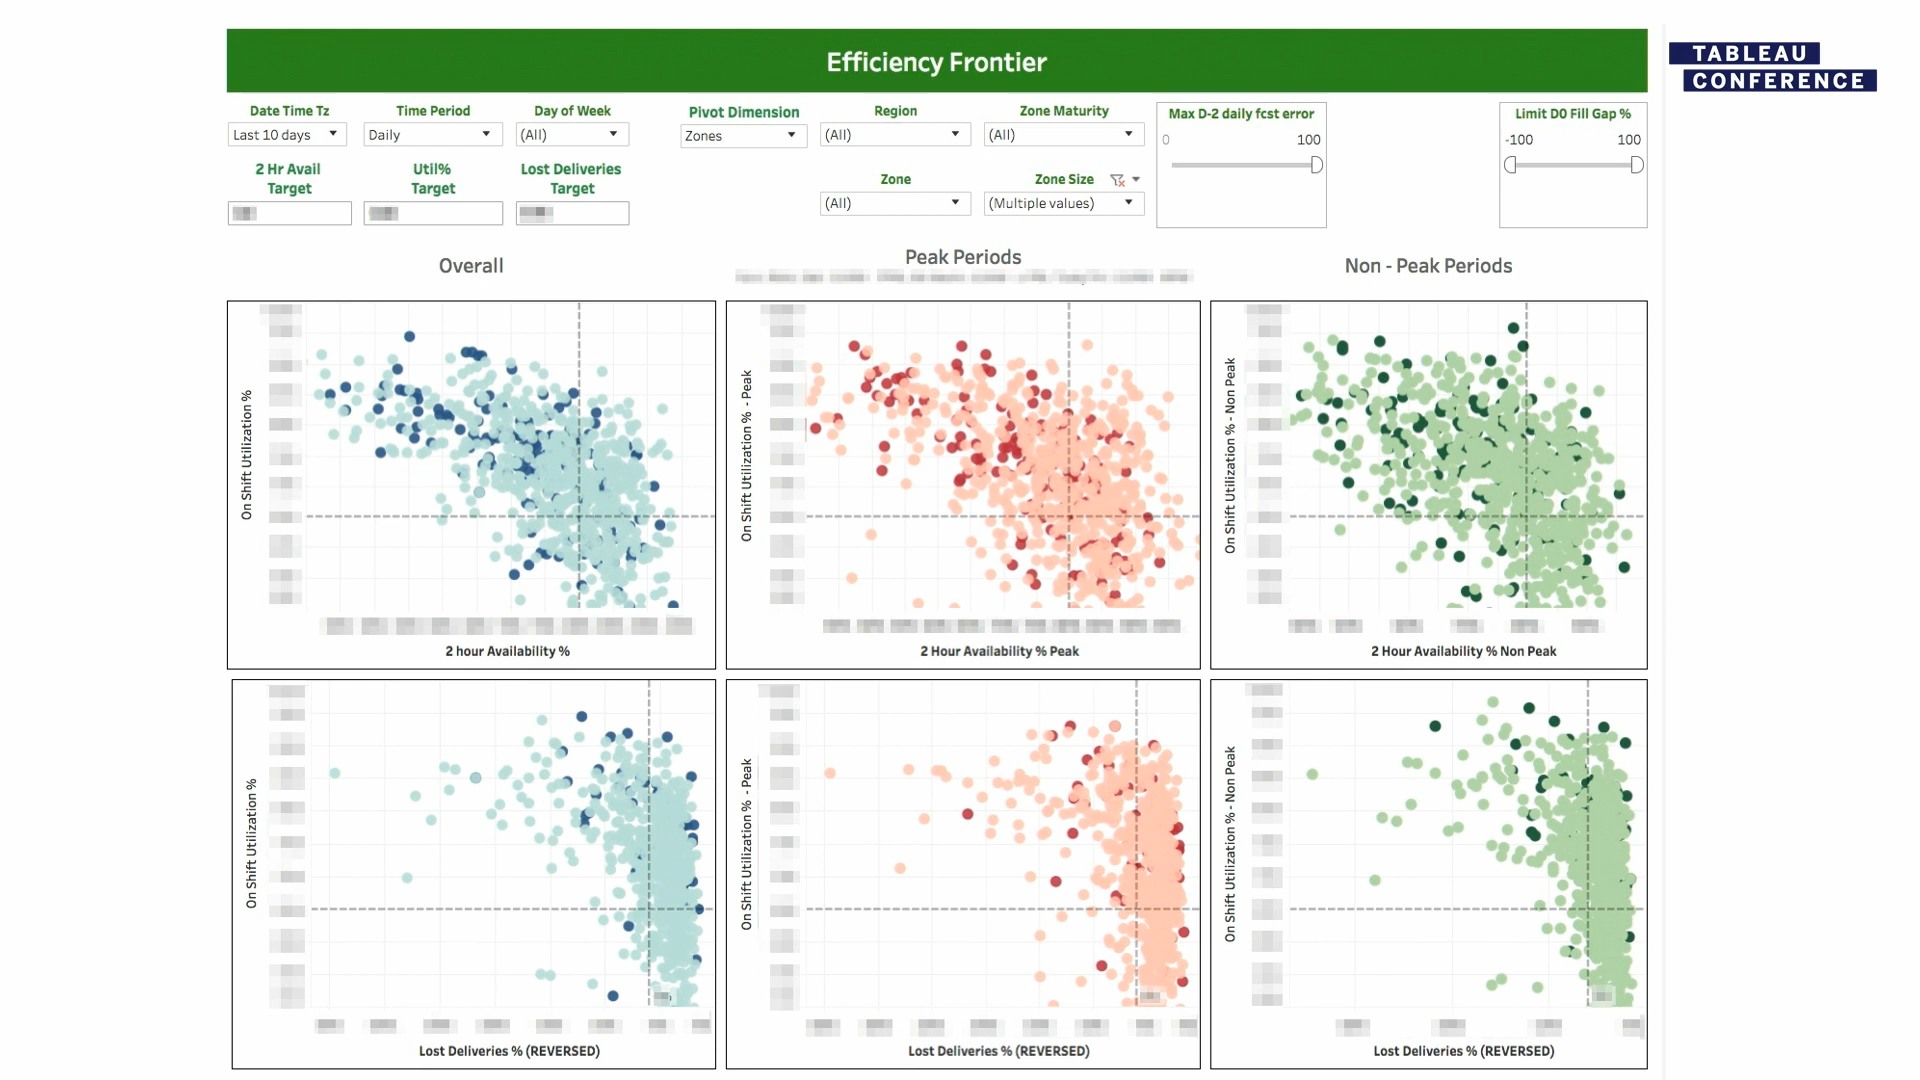 Efficiency Frontier
TABLEAU
CONFERENCE
Date Time Tz
Time Period
Day of Week
Pivot Dimension
Region
Zone Maturity
Max D-2 daily fcst error
Limit D0 Fill Gap %
Last 10 days
Daily
(All)
Zones
(All)
(All)
0
100
-100
100
2 Hr Avail
Target
Util%
Target
Lost Deliveries
Target
Zone
Zone Size
(All)
(Multiple values)
Overall
Peak Periods
Non - Peak Periods
On Shift Utilization %
2 hour Availability %
On Shift Utilization % - Peak
2 Hour Availability % Peak
On Shift Utilization % - Non Peak
2 Hour Availability % Non Peak
On Shift Utilization %
Lost Deliveries % (REVERSED)
On Shift Utilization % - Peak
Lost Deliveries % (REVERSED)
On Shift Utilization % - Non Peak
Lost Deliveries % (REVERSED)